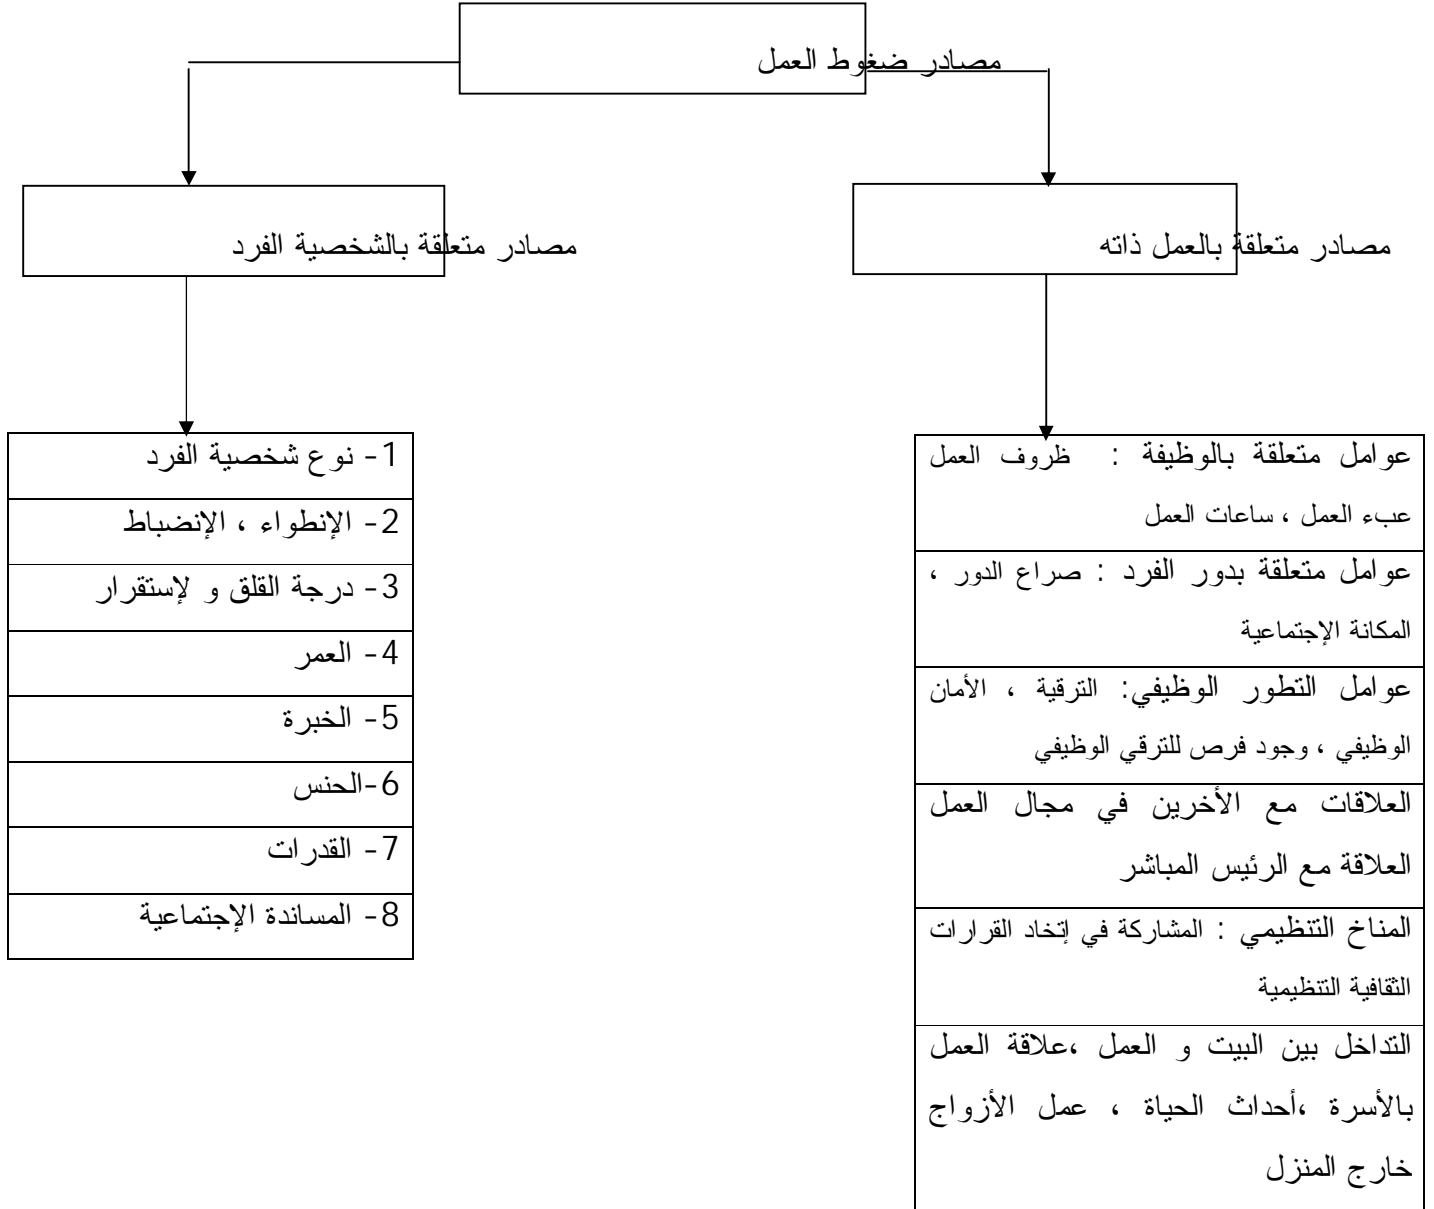 مصادر ضغوط العمل
مصادر متعلقة بالعمل ذاته
مصادر متعلقة بالشخصية الفرد
عوامل متعلقة بالوظيفة : ظروف العمل
عبء العمل ، ساعات العمل
عوامل متعلقة بدور الفرد : صراع الدور ،
المكانة الإجتماعية
عوامل التطور الوظيفي: الترقية ، الأمان
الوظيفي ، وجود فرص للترقي الوظيفي
العلاقات مع الأخرين في مجال العمل
العلاقة مع الرئيس المباشر
المناخ التنظيمي : المشاركة في إتخاد القرارات
الثقافية التنظيمية
التداخل بين البيت و العمل ،علاقة العمل
بالأسرة ،أحداث الحياة ، عمل الأزواج
خارج المنزل
1- نوع شخصية الفرد
2- الإنطواء ، الإنضباط
3- درجة القلق و لإستقرار
4- العمر
5- الخبرة
6-الحنس
7- القدرات
8- المساندة الإجتماعية